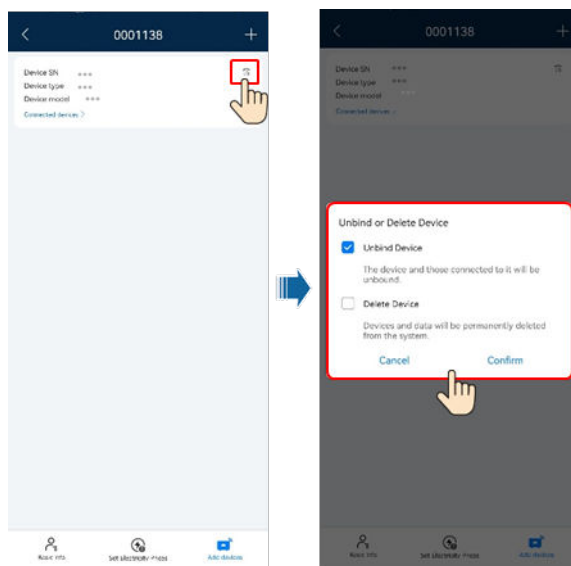 0001138
Device SN ***
Device type ***
Device model ***
Connected devices >
Basic info
Set Electricity Prices
Add devices
0001138
Device SN ***
Device type ***
Device model ***
Connected devices >
Unbind or Delete Device
Unbind Device
The device and those connected to it will be
unbound.
Delete Device
Devices and data will be permanently deleted
from the system.
Cancel Confirm
Basic info
Set Electricity Prices
Add devices